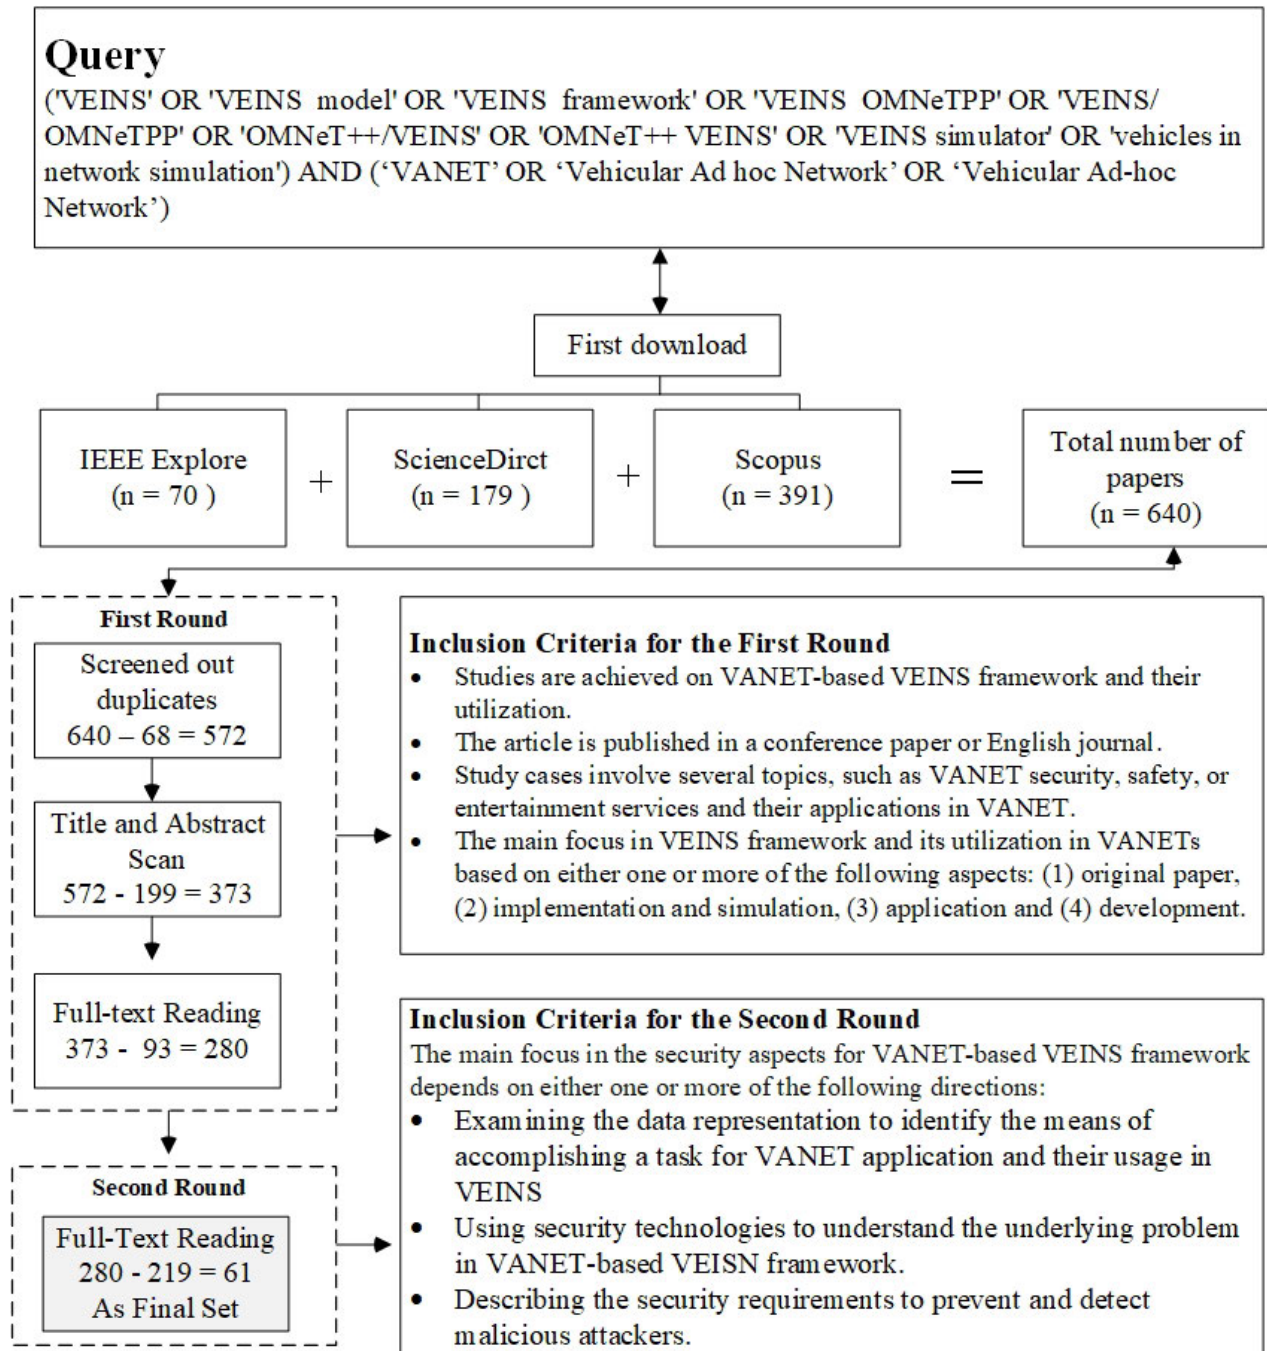 Query
('VEINS' OR 'VEINS model' OR 'VEINS framework' OR 'VEINS OMNeTPP' OR 'VEINS/
OMNeTPP' OR 'OMNeT++/VEINS' OR 'OMNeT++ VEINS' OR 'VEINS simulator' OR 'vehicles in
network simulation') AND (‘VANET’ OR ‘Vehicular Ad hoc Network’ OR ‘Vehicular Ad-hoc
Network’)
First download
IEEE Explore
(n = 70 )
+
ScienceDirct
(n = 179 )
+
Scopus
(n = 391)
=
Total number of
papers
(n = 640)
First Round
Screened out
duplicates
640 – 68 = 572
Title and Abstract
Scan
572 - 199 = 373
Full-text Reading
373 - 93 = 280
Inclusion Criteria for the First Round
• Studies are achieved on VANET-based VEINS framework and their
utilization.
• The article is published in a conference paper or English journal.
• Study cases involve several topics, such as VANET security, safety, or
entertainment services and their applications in VANET.
• The main focus in VEINS framework and its utilization in VANETs
based on either one or more of the following aspects: (1) original paper,
(2) implementation and simulation, (3) application and (4) development.
Second Round
Full-Text Reading
280 - 219 = 61
As Final Set
Inclusion Criteria for the Second Round
The main focus in the security aspects for VANET-based VEINS framework
depends on either one or more of the following directions:
• Examining the data representation to identify the means of
accomplishing a task for VANET application and their usage in
VEINS
• Using security technologies to understand the underlying problem
in VANET-based VEISN framework.
• Describing the security requirements to prevent and detect
malicious attackers.